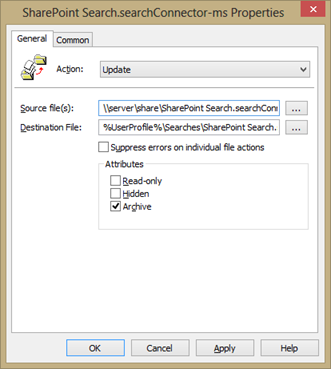 SharePoint Search.searchConnector-ms Properties
General Common
Action: Update
Source file(s): \\server\share\SharePoint Search.searchConn
...
Destination File: %UserProfile%\Searches\SharePoint Search.
...
Suppress errors on individual file actions
Attributes
Read-only
Hidden
Archive
OK Cancel Apply Help